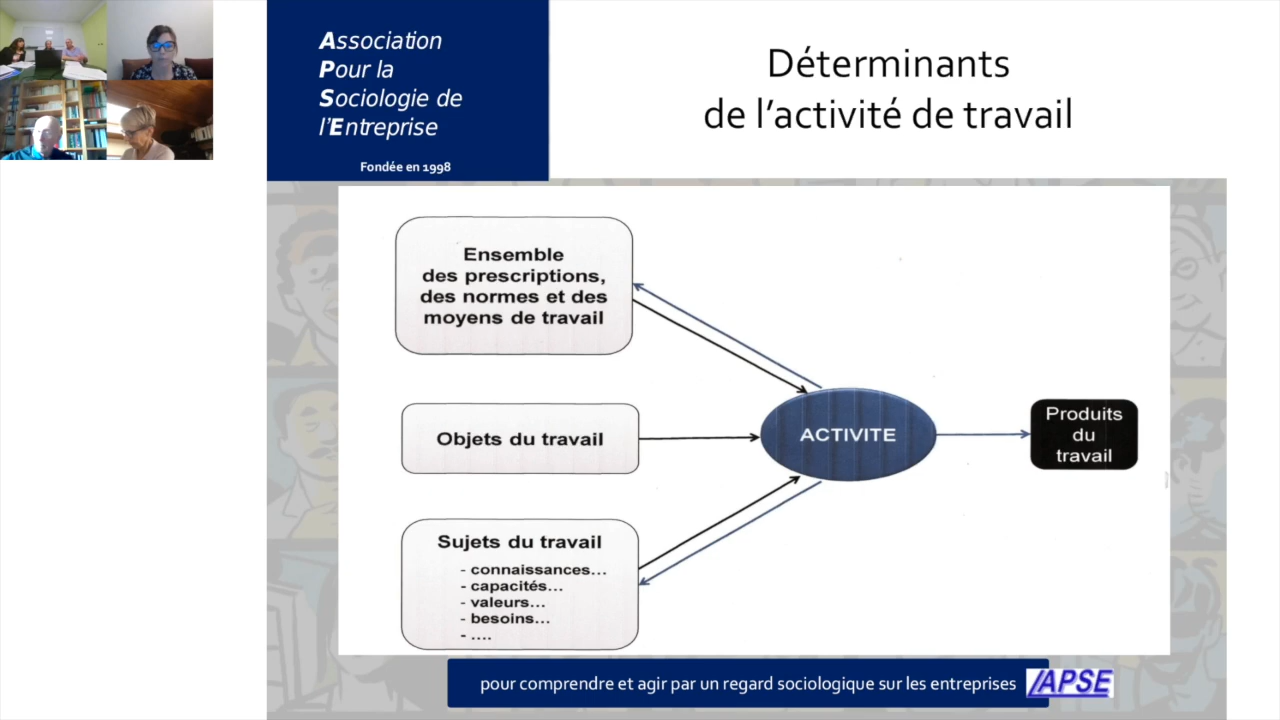 Association
Pour la
Sociologie de
l'Entreprise
Fondée en 1998
Déterminants
de l'activité de travail
Ensemble
des prescriptions,
des normes et des
moyens de travail
Objets du travail
Sujets du travail
- connaissances...
- capacités...
- valeurs...
- besoins...
- ....
ACTIVITE
Produits
du
travail
pour comprendre et agir par un regard sociologique sur les entreprises
APSE